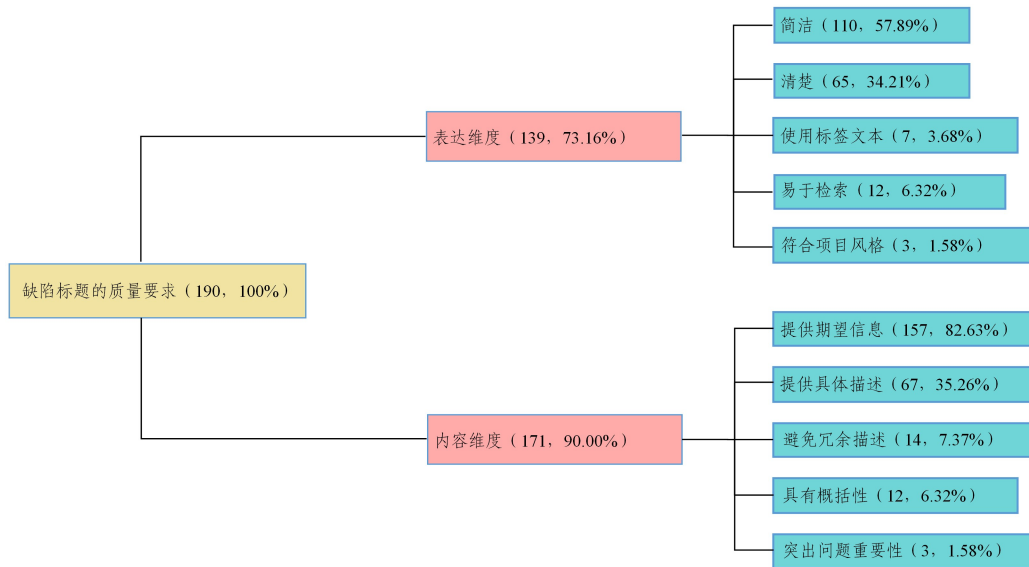 缺陷标题的质量要求（190，100%）
表达维度（139，73.16%）
简洁（110，57.89%）
清楚（65，34.21%）
使用标签文本（7，3.68%）
易于检索（12，6.32%）
符合项目风格（3，1.58%）
内容维度（171，90.00%）
提供期望信息（157，82.63%）
提供具体描述（67，35.26%）
避免冗余描述（14，7.37%）
具有概括性（12，6.32%）
突出问题重要性（3，1.58%）